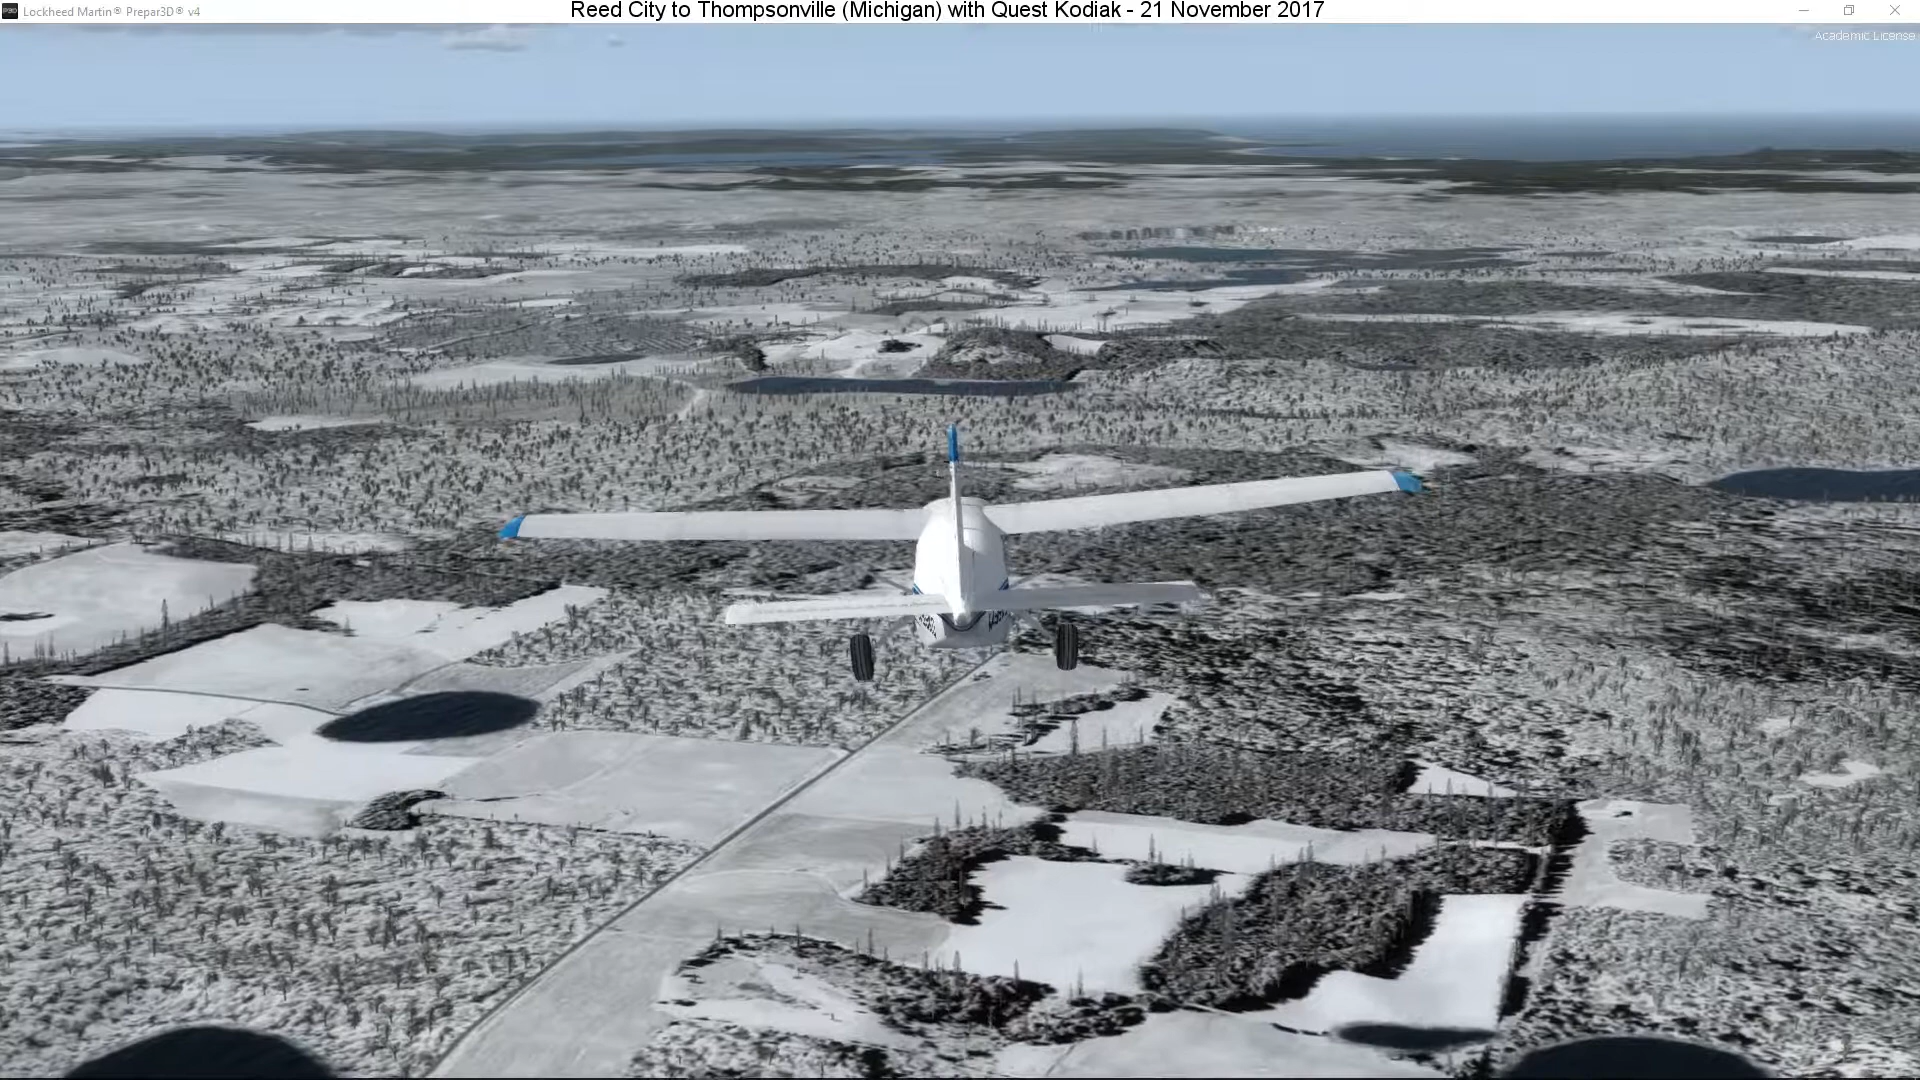 Lockheed Martin® Prepar3D® v4
Reed City to Thompsonville (Michigan) with Quest Kodiak - 21 November 2017
Academic License